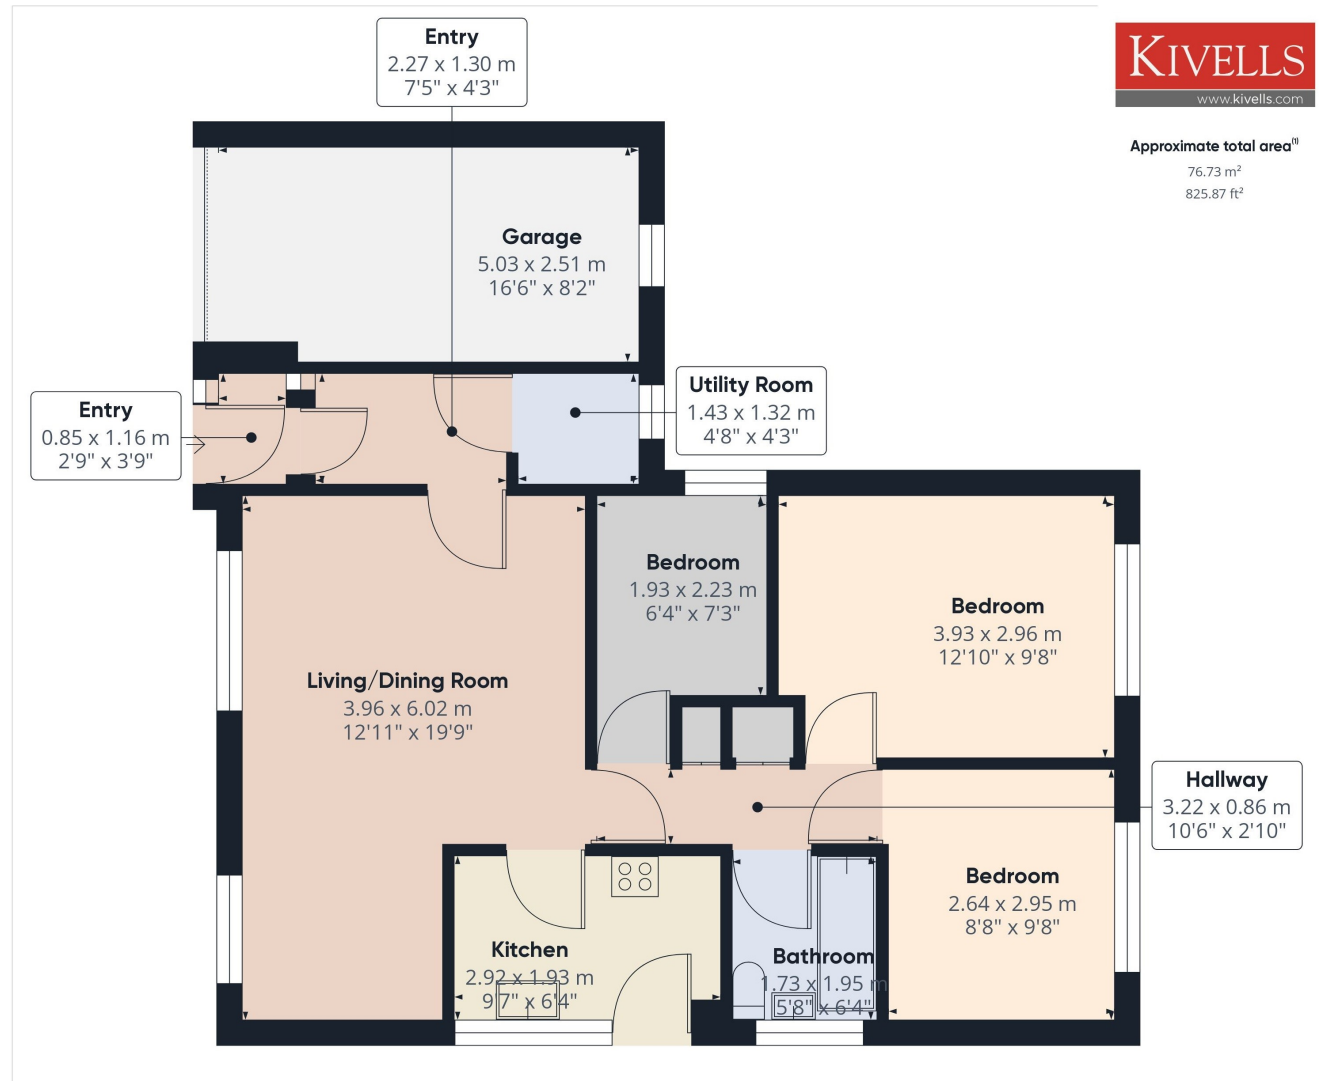 Entry
2.27 x 1.30 m
7'5" x 4'3"
KIVELLS
www.kivells.com
Approximate total area(1)
76.73 m²
825.87 ft²
Garage
5.03 x 2.51 m
16'6" x 8'2"
Entry
0.85 x 1.16 m
2'9" x 3'9"
Utility Room
1.43 x 1.32 m
4'8" x 4'3"
Bedroom
1.93 x 2.23 m
6'4" x 7'3"
Bedroom
3.93 x 2.96 m
12'10" x 9'8"
Living/Dining Room
3.96 x 6.02 m
12'11" x 19'9"
Hallway
3.22 x 0.86 m
10'6" x 2'10"
Bedroom
2.64 x 2.95 m
8'8" x 9'8"
Kitchen
2.92 x 1.93 m
9'7" x 6'4"
Bathroom
1.73 x 1.95 m
5'8" x 6'4"